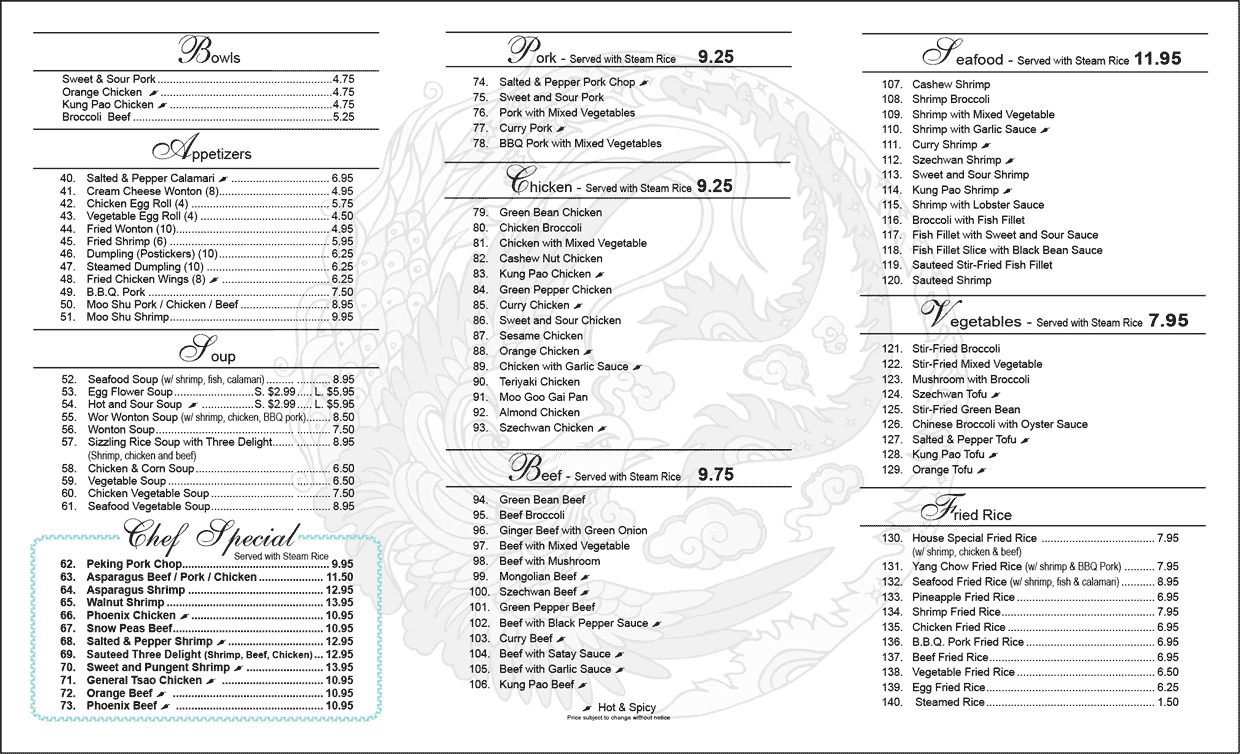 Bowls
Sweet & Sour Pork 4.75
Orange Chicken 4.75
Kung Pao Chicken 4.75
Broccoli Beef 5.25
Appetizers
40. Salted & Pepper Calamari 6.95
41. Cream Cheese Wonton (8) 4.95
42. Chicken Egg Roll (4) 5.75
43. Vegetable Egg Roll (4) 4.50
44. Fried Wonton (10) 4.95
45. Fried Shrimp (6) 5.95
46. Dumpling (Postickers) (10) 6.25
47. Steamed Dumpling (10) 6.25
48. Fried Chicken Wings (8) 6.25
49. B.B.Q. Pork 7.50
50. Moo Shu Pork / Chicken / Beef 8.95
51. Moo Shu Shrimp 9.95
Soup
52. Seafood Soup (w/ shrimp, fish, calamari) 8.95
53. Egg Flower Soup S. $2.99 L. $5.95
54. Hot and Sour Soup S. $2.99 L. $5.95
55. Wor Wonton Soup (w/ shrimp, chicken, BBQ pork) 8.50
56. Wonton Soup 7.50
57. Sizzling Rice Soup with Three Delight 8.95
(Shrimp, chicken and beef)
58. Chicken & Corn Soup 6.50
59. Vegetable Soup 6.50
60. Chicken Vegetable Soup 7.50
61. Seafood Vegetable Soup 8.95
Chef Special
Served with Steam Rice
62. Peking Pork Chop 9.95
63. Asparagus Beef / Pork / Chicken 11.50
64. Asparagus Shrimp 12.95
65. Walnut Shrimp 13.95
66. Phoenix Chicken 10.95
67. Snow Peas Beef 10.95
68. Salted & Pepper Shrimp 12.95
69. Sauteed Three Delight (Shrimp, Beef, Chicken) 12.95
70. Sweet and Pungent Shrimp 13.95
71. General Tsao Chicken 10.95
72. Orange Beef 10.95
73. Phoenix Beef 10.95
Pork - Served with Steam Rice 9.25
74. Salted & Pepper Pork Chop
75. Sweet and Sour Pork
76. Pork with Mixed Vegetables
77. Curry Pork
78. BBQ Pork with Mixed Vegetables
Chicken - Served with Steam Rice 9.25
79. Green Bean Chicken
80. Chicken Broccoli
81. Chicken with Mixed Vegetable
82. Cashew Nut Chicken
83. Kung Pao Chicken
84. Green Pepper Chicken
85. Curry Chicken
86. Sweet and Sour Chicken
87. Sesame Chicken
88. Orange Chicken
89. Chicken with Garlic Sauce
90. Teriyaki Chicken
91. Moo Goo Gai Pan
92. Almond Chicken
93. Szechwan Chicken
Beef - Served with Steam Rice 9.75
94. Green Bean Beef
95. Beef Broccoli
96. Ginger Beef with Green Onion
97. Beef with Mixed Vegetable
98. Beef with Mushroom
99. Mongolian Beef
100. Szechwan Beef
101. Green Pepper Beef
102. Beef with Black Pepper Sauce
103. Curry Beef
104. Beef with Satay Sauce
105. Beef with Garlic Sauce
106. Kung Pao Beef
Hot & Spicy
Price subject to change without notice
Seafood - Served with Steam Rice 11.95
107. Cashew Shrimp
108. Shrimp Broccoli
109. Shrimp with Mixed Vegetable
110. Shrimp with Garlic Sauce
111. Curry Shrimp
112. Szechwan Shrimp
113. Sweet and Sour Shrimp
114. Kung Pao Shrimp
115. Shrimp with Lobster Sauce
116. Broccoli with Fish Fillet
117. Fish Fillet with Sweet and Sour Sauce
118. Fish Fillet Slice with Black Bean Sauce
119. Sauteed Stir-Fried Fish Fillet
120. Sauteed Shrimp
Vegetables - Served with Steam Rice 7.95
121. Stir-Fried Broccoli
122. Stir-Fried Mixed Vegetable
123. Mushroom with Broccoli
124. Szechwan Tofu
125. Stir-Fried Green Bean
126. Chinese Broccoli with Oyster Sauce
127. Salted & Pepper Tofu
128. Kung Pao Tofu
129. Orange Tofu
Fried Rice
130. House Special Fried Rice 7.95
(w/ shrimp, chicken & beef)
131. Yang Chow Fried Rice (w/ shrimp & BBQ Pork) 7.95
132. Seafood Fried Rice (w/ shrimp, fish & calamari) 8.95
133. Pineapple Fried Rice 6.95
134. Shrimp Fried Rice 7.95
135. Chicken Fried Rice 6.95
136. B.B.Q. Pork Fried Rice 6.95
137. Beef Fried Rice 6.95
138. Vegetable Fried Rice 6.50
139. Egg Fried Rice 6.25
140. Steamed Rice 1.50